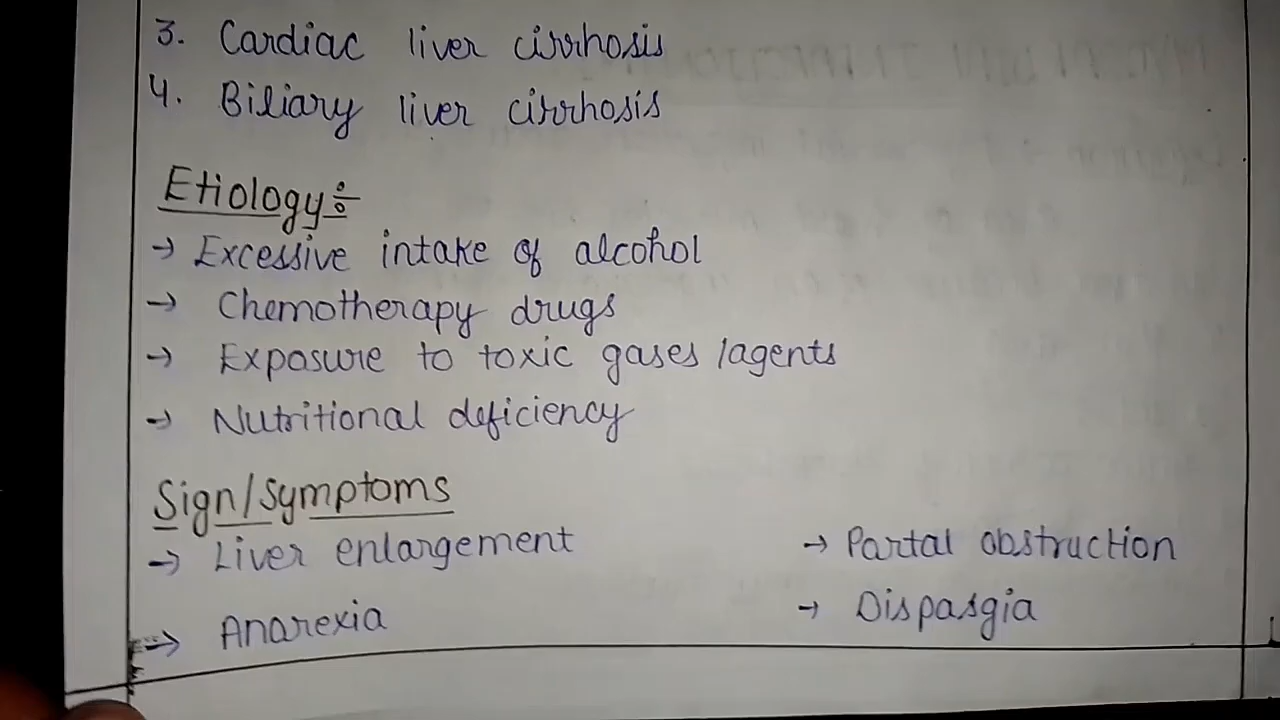 3. Cardiac liver cirrhosis
4. Biliary liver cirrhosis
Etiology:
→ Excessive intake of alcohol
→ Chemotherapy drugs
→ Exposure to toxic gases /agents
→ Nutritional deficiency
Sign/Symptoms
→ Liver enlargement → Partal obstruction
→ Anarexia → Dispasgia